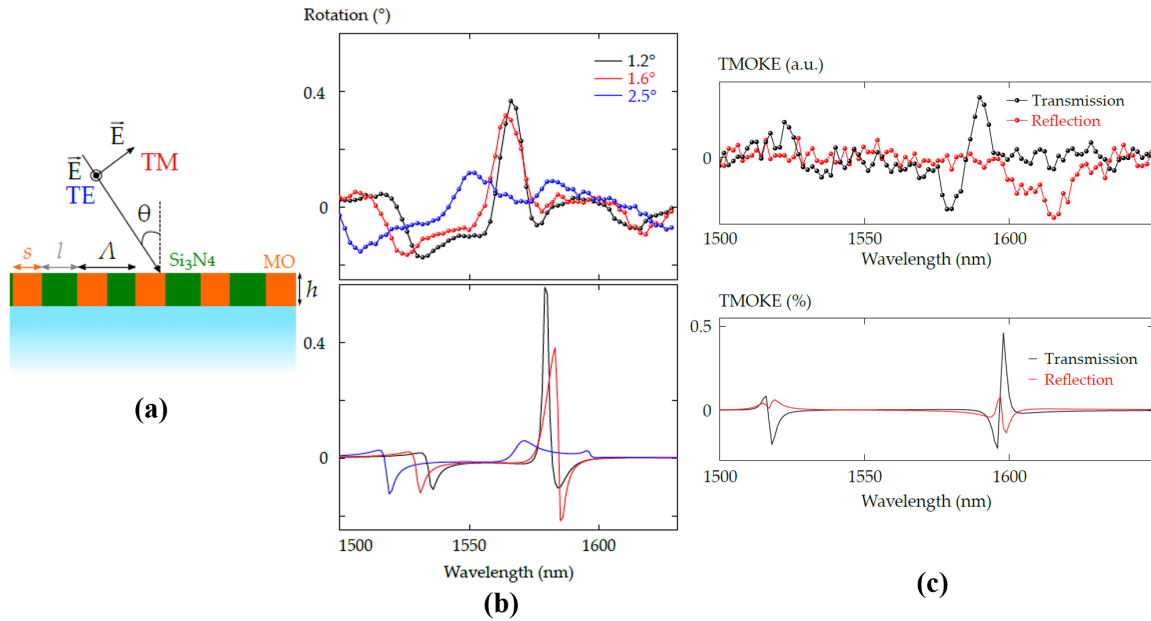 E
E
TM
TE
θ
s
l
Λ
Si₃N4
MO
h
(a)
Rotation (°)
1.2°
1.6°
2.5°
0.4
0
0.4
0
1500
1550
1600
Wavelength (nm)
(b)
TMOKE (a.u.)
Transmission
Reflection
0
1500
1550
1600
Wavelength (nm)
TMOKE (%)
0.5
Transmission
Reflection
0
1500
1550
1600
Wavelength (nm)
(c)